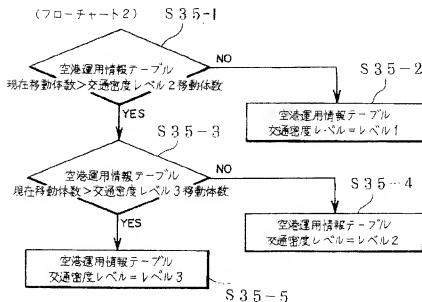 (フローチャート2)
S35-1
空港運用情報テーブル
現在移動体数>交通密度レベル2移動体数
NO
S35-2
空港運用情報テーブル
交通密度レベル=レベル1
YES
S35-3
空港運用情報テーブル
現在移動体数>交通密度レベル3移動体数
NO
S35-4
空港運用情報テーブル
交通密度レベル=レベル2
YES
空港運用情報テーブル
交通密度レベル=レベル3
S35-5